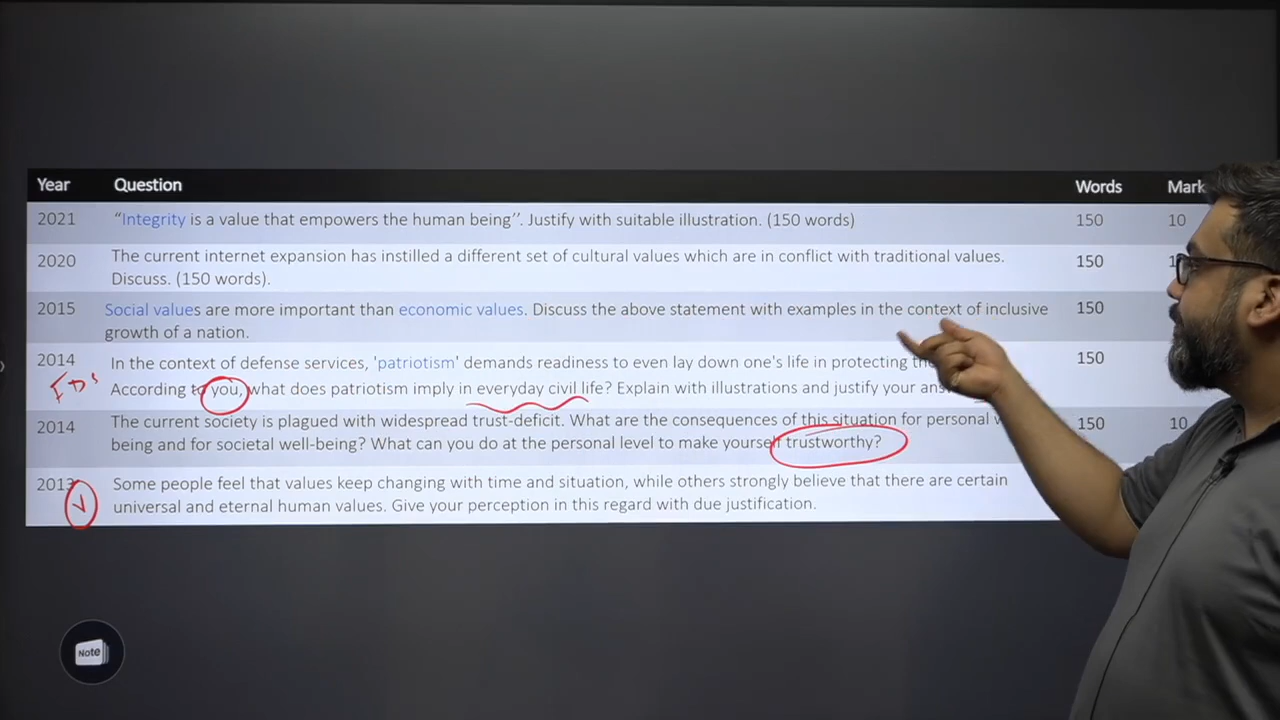 Year Question Words Mark
2021 “Integrity is a value that empowers the human being’’. Justify with suitable illustration. (150 words) 150 10
2020 The current internet expansion has instilled a different set of cultural values which are in conflict with traditional values.
Discuss. (150 words). 150
2015 Social values are more important than economic values. Discuss the above statement with examples in the context of inclusive 150
growth of a nation.
2014 In the context of defense services, 'patriotism' demands readiness to even lay down one's life in protecting 150
According to you, what does patriotism imply in everyday civil life? Explain with illustrations and justify your
2014 The current society is plagued with widespread trust-deficit. What are the consequences of this situation for personal 150 10
being and for societal well-being? What can you do at the personal level to make yourself trustworthy?
2013 Some people feel that values keep changing with time and situation, while others strongly believe that there are certain
universal and eternal human values. Give your perception in this regard with due justification.
V
Note